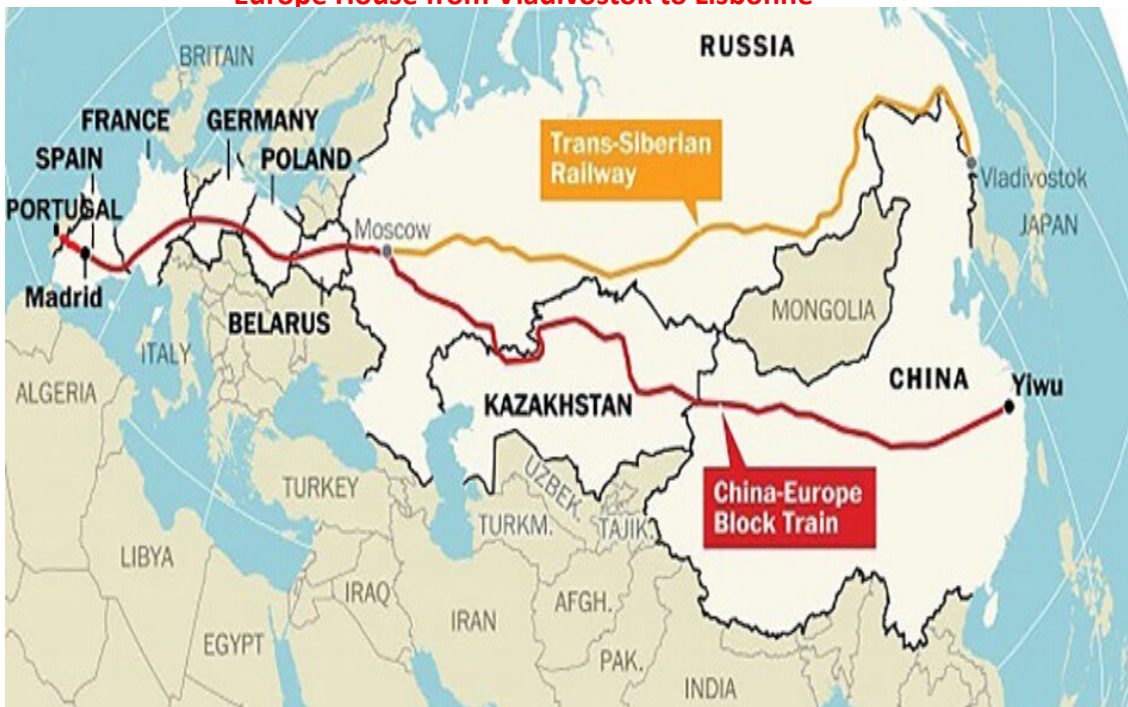 Europe House from Vladivostok to Lisbonne
RUSSIA
BRITAIN
FRANCE
GERMANY
SPAIN
POLAND
Trans-Siberian
Railway
Vladivostok
PORTUGAL
Moscow
JAPAN
Madrid
MONGOLIA
BELARUS
ITALY
CHINA
Yiwu
ALGERIA
KAZAKHSTAN
TURKEY
UZBEK.
China-Europe
Block Train
TURKM.
TAJIK.
LIBYA
IRAQ
IRAN
AFGH.
EGYPT
PAK.
INDIA